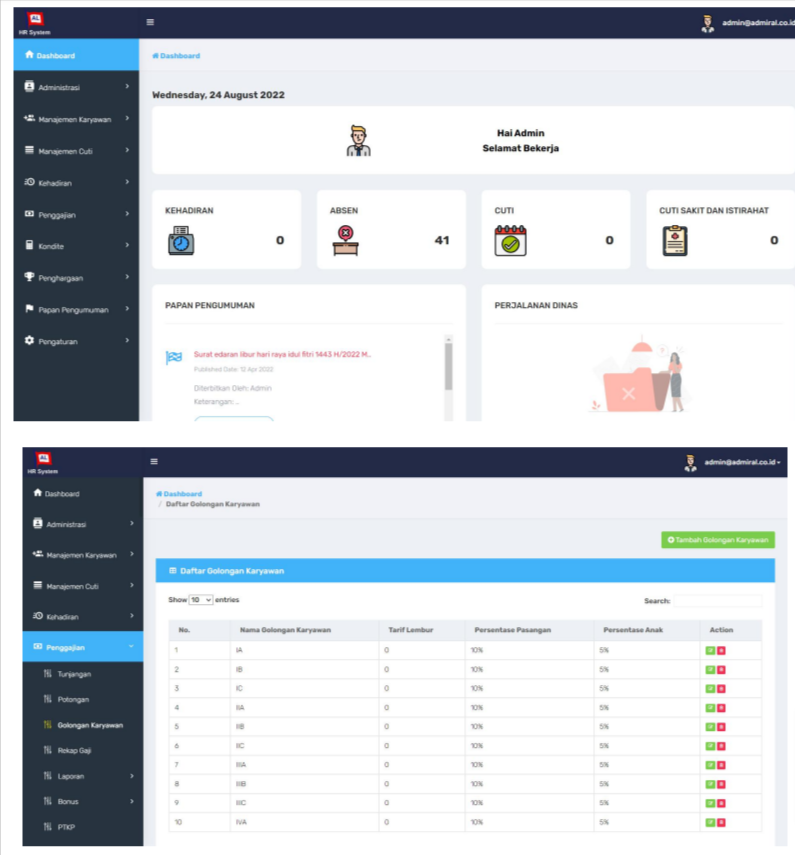 AL
HR System
admin@admiral.co.id
Dashboard
Dashboard
Administrasi
Wednesday, 24 August 2022
Manajemen Karyawan
Hai Admin
Selamat Bekerja
Manajemen Cuti
Kehadiran
KEHADIRAN
ABSEN
CUTI
CUTI SAKIT DAN ISTIRAHAT
Penggajian
0
41
0
0
Kondite
Penghargaan
Papan Pengumuman
PAPAN PENGUMUMAN
PERJALANAN DINAS
Pengaturan
Surat edaran libur hari raya idul fitri 1443 H/2022 M..
Published Date: 12 Apr 2022
Diterbitkan Oleh: Admin
Keterangan: ...
AL
HR System
admin@admiral.co.id
Dashboard
Dashboard
/ Daftar Golongan Karyawan
Administrasi
Tambah Golongan Karyawan
Manajemen Karyawan
Daftar Golongan Karyawan
Manajemen Cuti
Show 10 entries
Search:
Kehadiran
No. Nama Golongan Karyawan Tarif Lembur Persentase Pasangan Persentase Anak Action
Penggajian
1 IA 0 10% 5%
2 IB 0 10% 5%
3 IC 0 10% 5%
4 IIA 0 10% 5%
5 IIB 0 10% 5%
6 IIC 0 10% 5%
7 IIIA 0 10% 5%
8 IIIB 0 10% 5%
9 IIIC 0 10% 5%
10 IVA 0 10% 5%
Tunjangan
Potongan
Golongan Karyawan
Rekap Gaji
Laporan
Bonus
PTKP